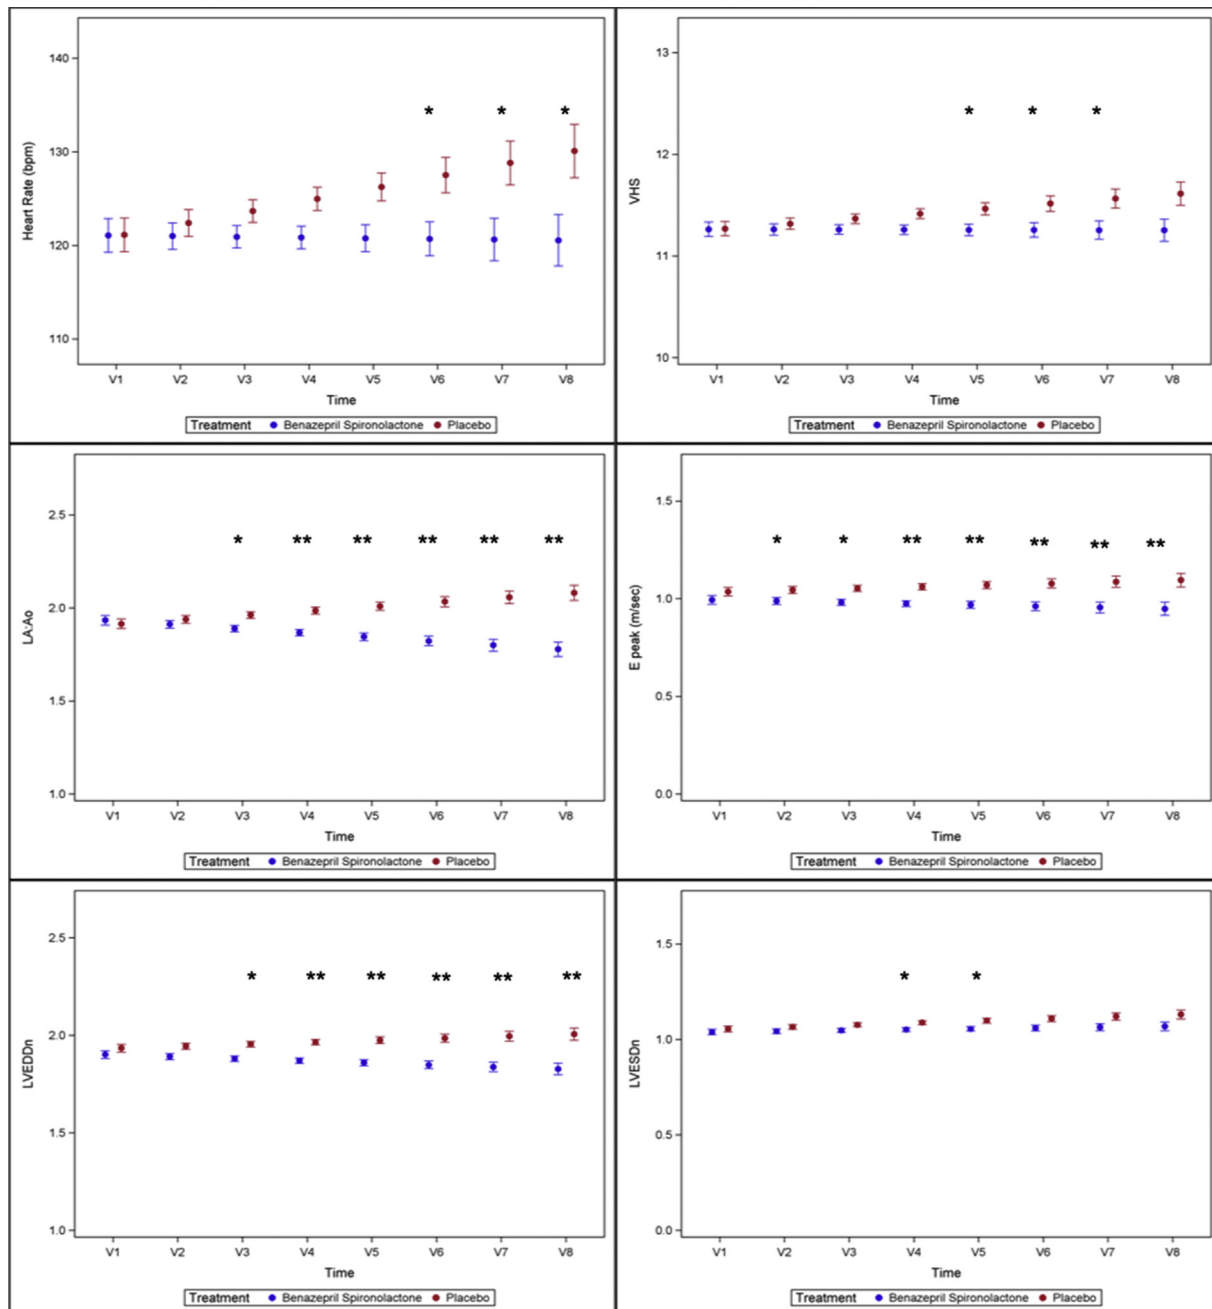 140
130
120
110
Heart Rate (bpm)
* * *
V1 V2 V3 V4 V5 V6 V7 V8
Time
Treatment Benazepril Spironolactone Placebo
13
12
11
10
VHS
* * *
V1 V2 V3 V4 V5 V6 V7 V8
Time
Treatment Benazepril Spironolactone Placebo
2.5
2.0
1.5
1.0
LA:Ao
* ** ** ** ** **
V1 V2 V3 V4 V5 V6 V7 V8
Time
Treatment Benazepril Spironolactone Placebo
1.5
1.0
0.5
0.0
E peak (m/sec)
* * ** ** ** ** **
V1 V2 V3 V4 V5 V6 V7 V8
Time
Treatment Benazepril Spironolactone Placebo
2.5
2.0
1.5
1.0
LVEDDn
* ** ** ** ** **
V1 V2 V3 V4 V5 V6 V7 V8
Time
Treatment Benazepril Spironolactone Placebo
1.5
1.0
0.5
0.0
LVESDn
* *
V1 V2 V3 V4 V5 V6 V7 V8
Time
Treatment Benazepril Spironolactone Placebo